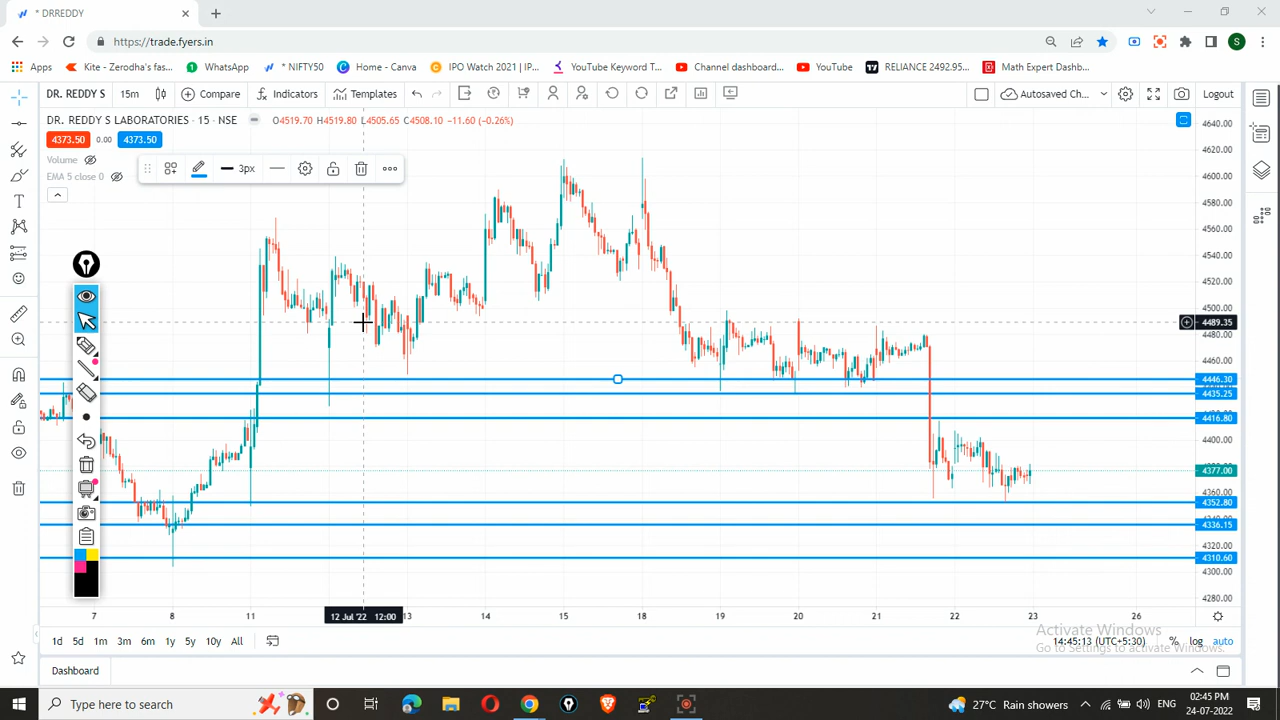 * DRREDDY
https://trade.fyers.in
S
Apps
Kite - Zerodha's fas...
WhatsApp
* NIFTY50
Home - Canva
IPO Watch 2021 | IP...
YouTube Keyword T...
Channel dashboard...
YouTube
RELIANCE 2492.95...
Math Expert Dashb...
DR. REDDY S
15m
Compare
Indicators
Templates
Autosaved Ch...
Logout
DR. REDDY S LABORATORIES · 15 · NSE
O4519.70 H4519.80 L4505.65 C4508.10 -11.60 (-0.26%)
4373.50
0.00
4373.50
Volume
EMA 5 close 0
3px
4640.00
4620.00
4600.00
4580.00
4560.00
4540.00
4520.00
4500.00
4489.35
4480.00
4460.00
4446.30
4435.25
4416.80
4400.00
4377.00
4360.00
4352.80
4336.15
4320.00
4310.60
4300.00
4280.00
7
8
11
12 Jul '22 12:00
13
14
15
18
19
20
21
22
23
26
1d
5d
1m
3m
6m
1y
5y
10y
All
14:45:13 (UTC+5:30)
%
log
auto
Activate Windows
Go to Settings to activate Windows.
Dashboard
Type here to search
27°C Rain showers
ENG
02:45 PM
24-07-2022